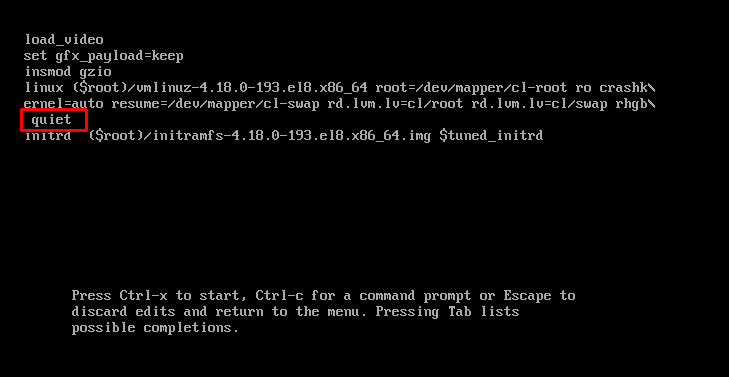 load_video
set gfx_payload=keep
insmod gzio
linux ($root)/vmlinuz-4.18.0-193.el8.x86_64 root=/dev/mapper/cl-root ro crashk\
ernel=auto resume=/dev/mapper/cl-swap rd.lvm.lv=cl/root rd.lvm.lv=cl/swap rhgb\
 quiet
initrd  ($root)/initramfs-4.18.0-193.el8.x86_64.img $tuned_initrd
Press Ctrl-x to start, Ctrl-c for a command prompt or Escape to
discard edits and return to the menu. Pressing Tab lists
possible completions.